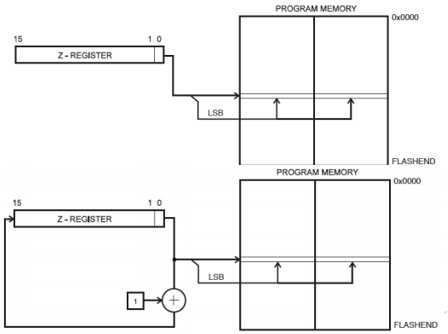 PROGRAM MEMORY
0x0000
15 1 0
Z - REGISTER
LSB
FLASHEND
PROGRAM MEMORY
0x0000
15 1 0
Z - REGISTER
LSB
1
+
FLASHEND